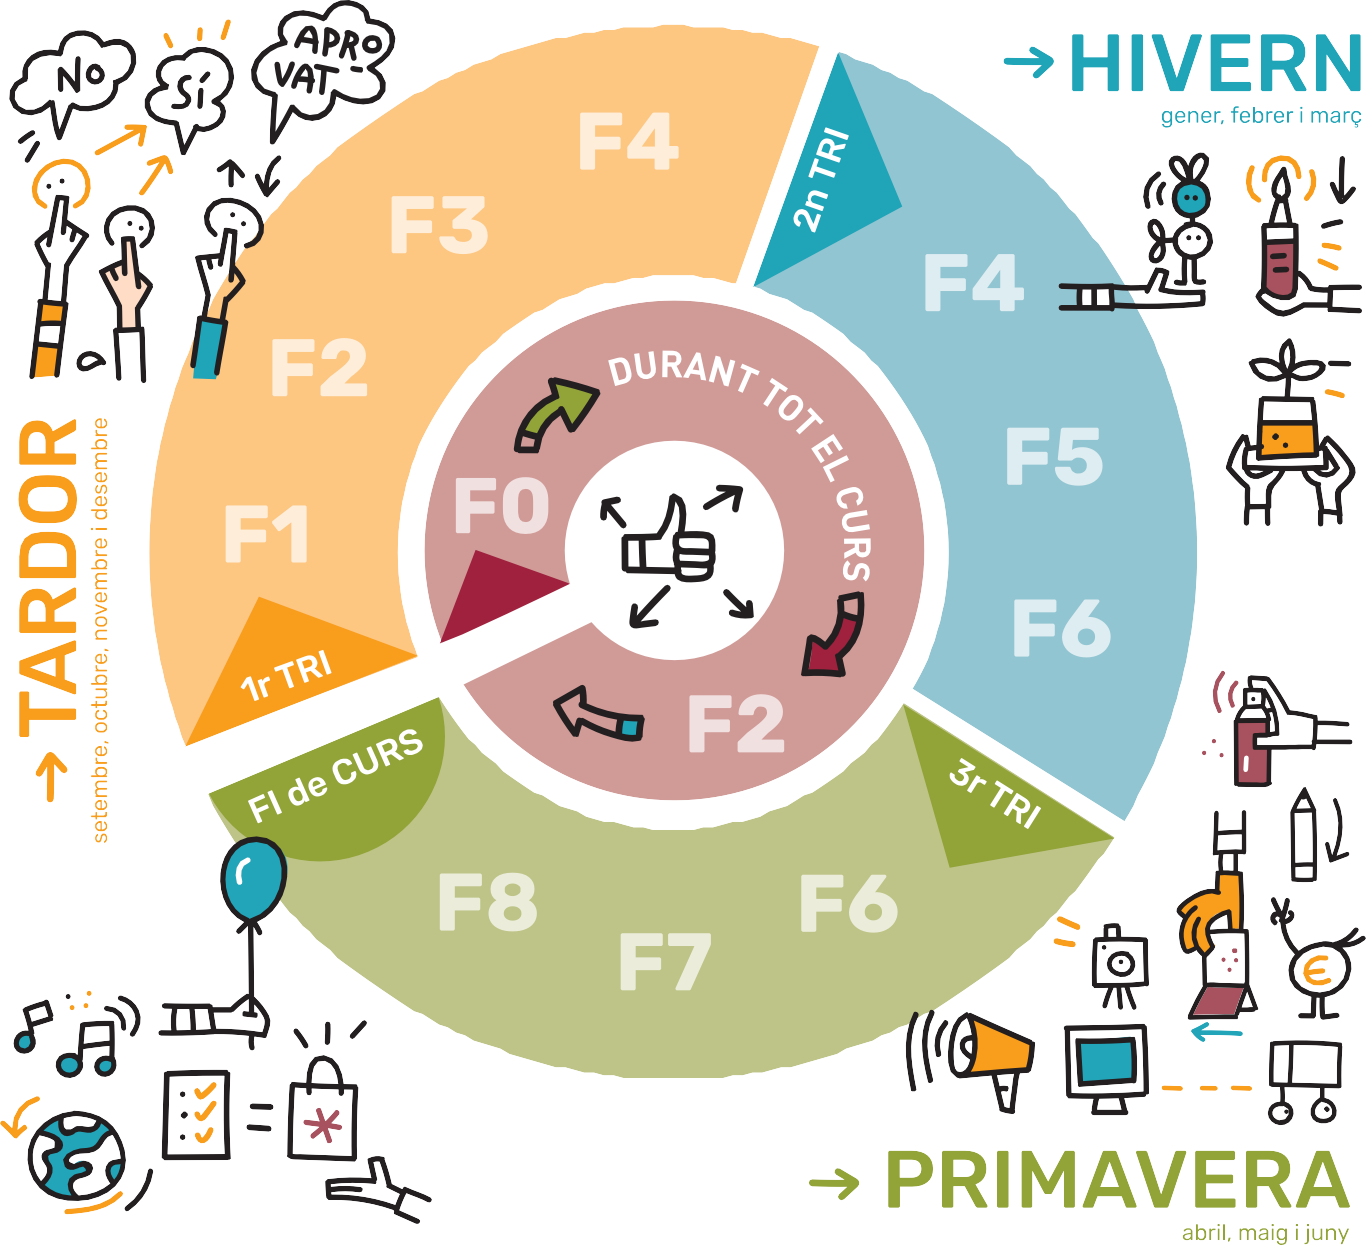 NO
SÍ
APRO
VAT-
TARDOR
setembre, octubre, novembre i desembre
1r TRI
F1
F2
F3
F4
HIVERN
gener, febrer i març
2n TRI
F4
F5
F6
PRIMAVERA
abril, maig i juny
3r TRI
F6
F7
F8
FI de CURS
DURANT TOT EL CURS
F0
F2
€